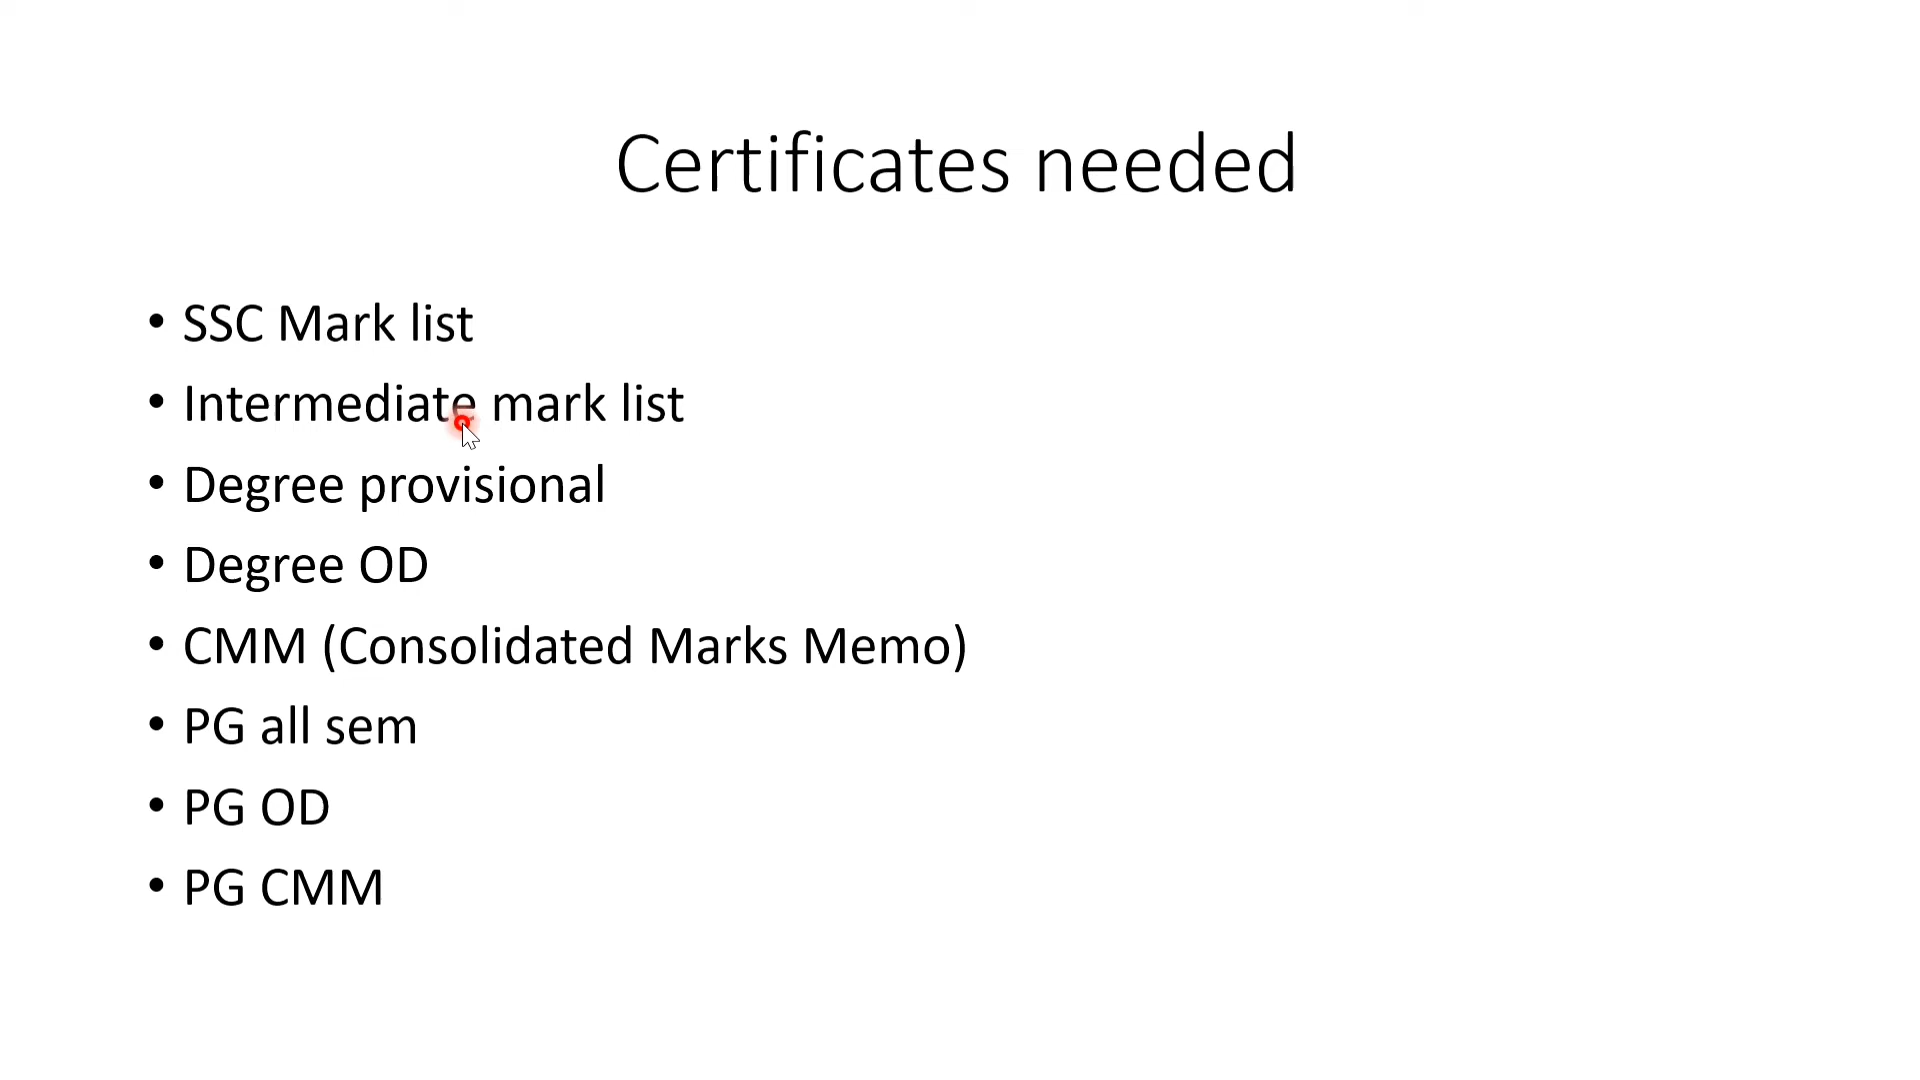 Certificates needed
• SSC Mark list
• Intermediate mark list
• Degree provisional
• Degree OD
• CMM (Consolidated Marks Memo)
• PG all sem
• PG OD
• PG CMM